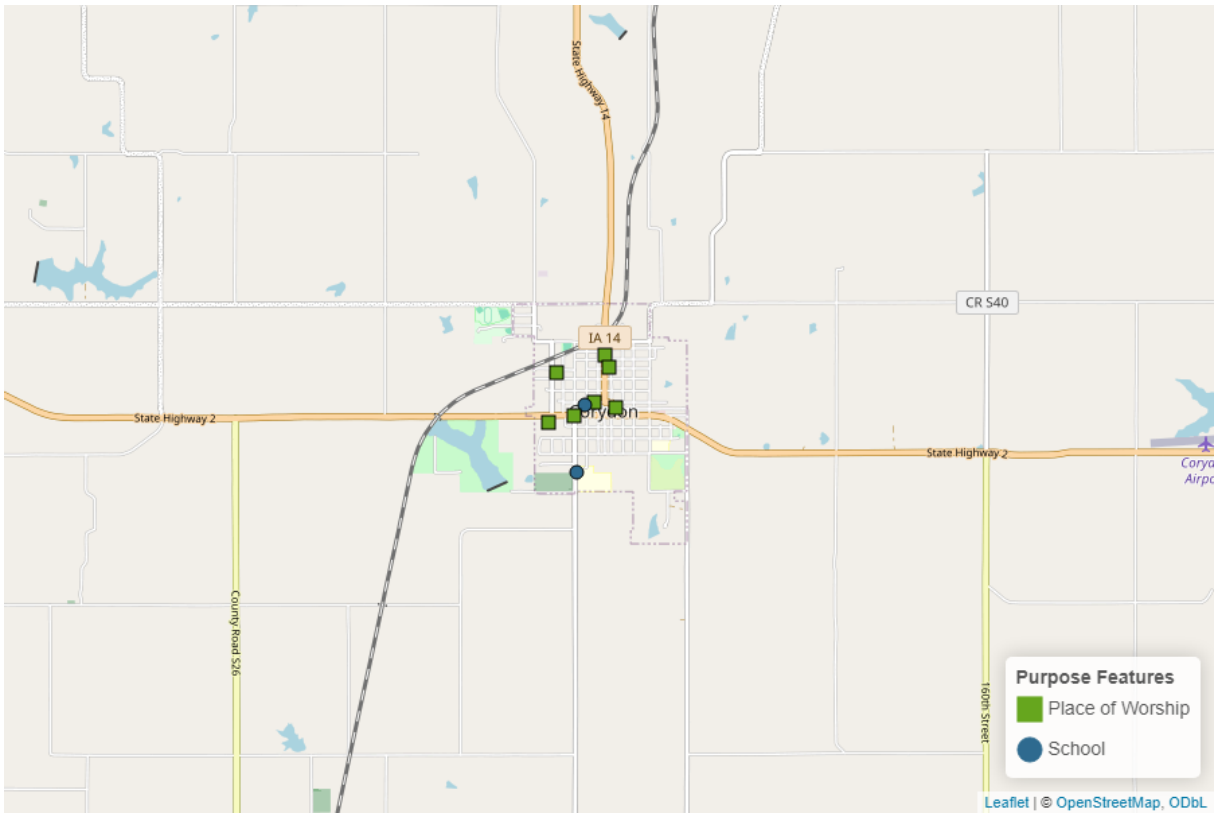 State Highway 14
CR S40
IA 14
Corydon
State Highway 2
State Highway 2
County Road S26
160th Street
Purpose Features
Place of Worship
School
Leaflet | © OpenStreetMap, ODbL